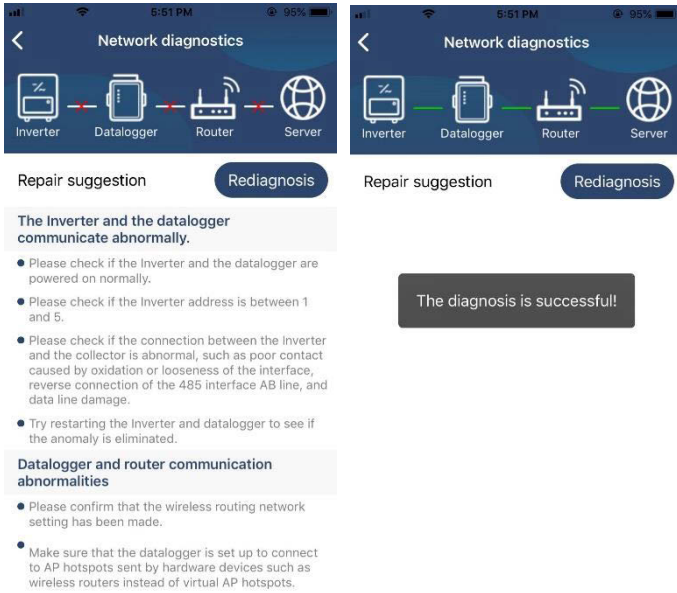 5:51 PM
95%
Network diagnostics
Inverter Datalogger Router Server
Repair suggestion
Rediagnosis
The Inverter and the datalogger
communicate abnormally.
Please check if the Inverter and the datalogger are
powered on normally.
Please check if the Inverter address is between 1
and 5.
Please check if the connection between the Inverter
and the collector is abnormal, such as poor contact
caused by oxidation or looseness of the interface,
reverse connection of the 485 interface AB line, and
data line damage.
Try restarting the Inverter and datalogger to see if
the anomaly is eliminated.
Datalogger and router communication
abnormalities
Please confirm that the wireless routing network
setting has been made.
Make sure that the datalogger is set up to connect
to AP hotspots sent by hardware devices such as
wireless routers instead of virtual AP hotspots.
5:51 PM
95%
Network diagnostics
Inverter Datalogger Router Server
Repair suggestion
Rediagnosis
The diagnosis is successful!